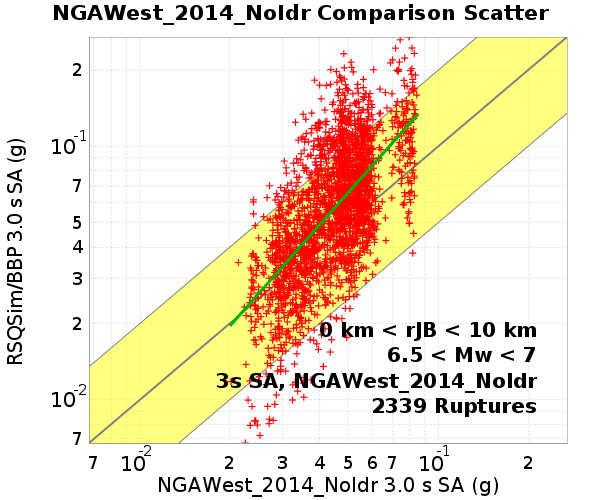 NGAWest_2014_NoIdr Comparison Scatter
RSQSim/BBP 3.0 s SA (g)
2
10-1
7
5
4
3
2
10-2
7
0 km < rJB < 10 km
6.5 < Mw < 7
3s SA, NGAWest_2014_NoIdr
2339 Ruptures
7 10-2 2 3 4 5 6 7 10-1 2
NGAWest_2014_NoIdr 3.0 s SA (g)